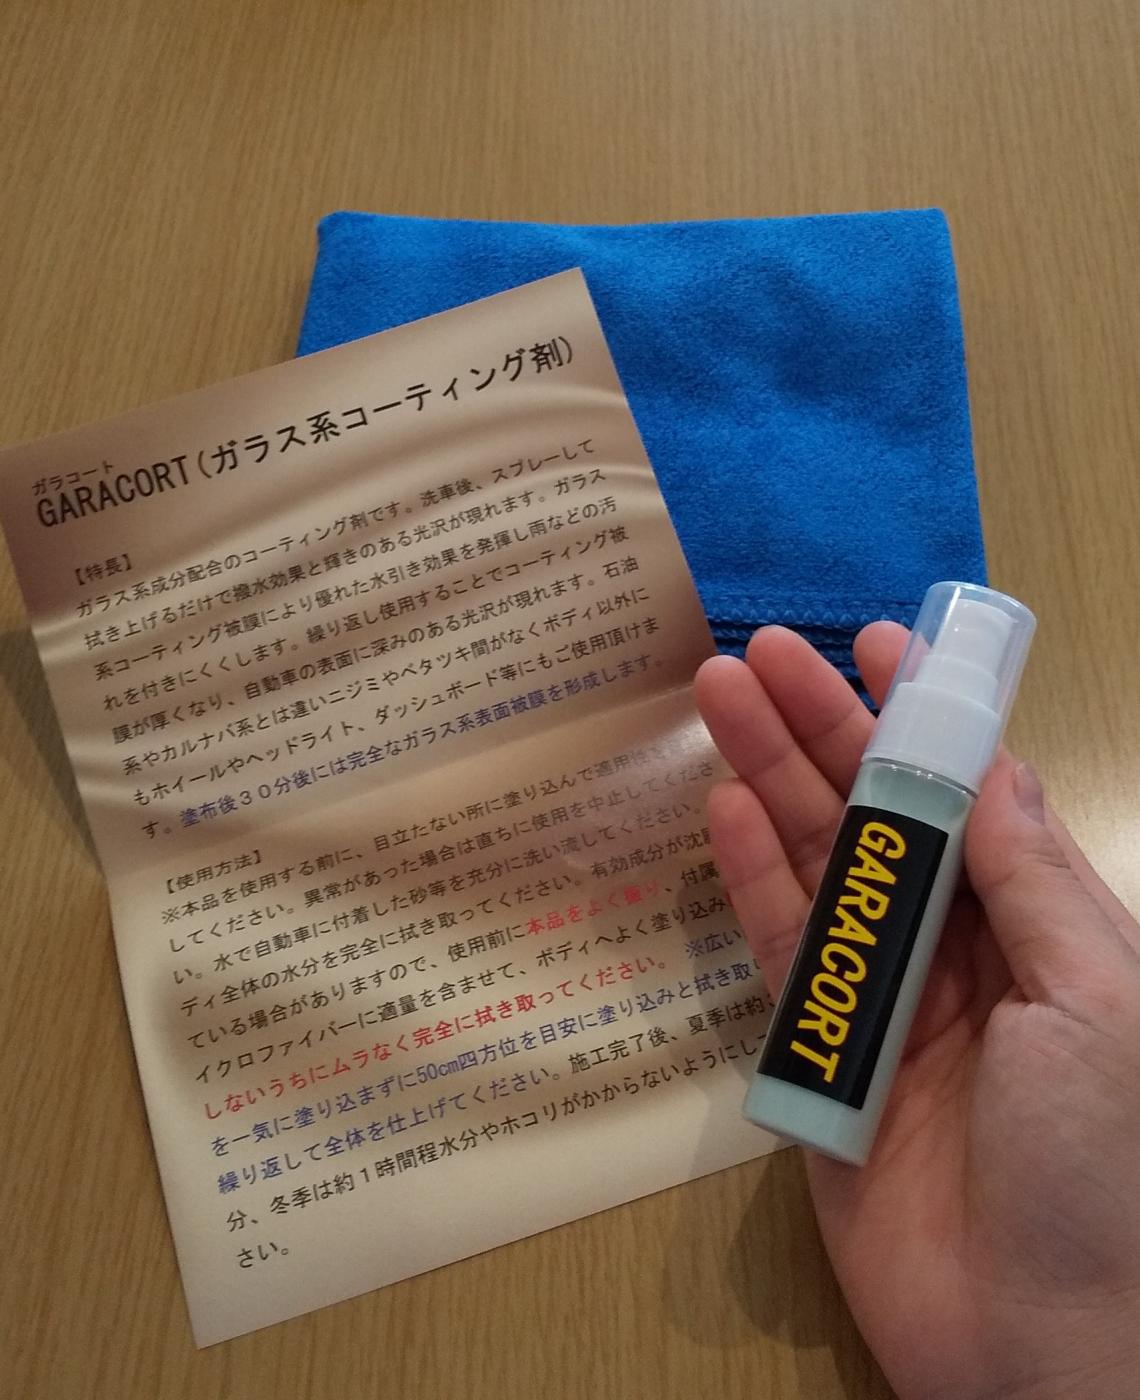 ガラコート
GARACORT(ガラス系コーティング剤)
【特長】
ガラス系成分配合のコーティング剤です。洗車後、スプレーして
拭き上げるだけで撥水効果と輝きのある光沢が現れます。ガラス
系コーティング被膜により優れた水引き効果を発揮し雨などの汚
れを付きにくくします。繰り返し使用することでコーティング被
膜が厚くなり、自動車の表面に深みのある光沢が現れます。石油
系やカルナバ系とは違いニジミやベタツキ間がなくボディ以外に
もホイールやヘッドライト、ダッシュボード等にもご使用頂けま
す。塗布後30分後には完全なガラス系表面被膜を形成します。
【使用方法】
※本品を使用する前に、目立たない所に塗り込んで適用性を
してください。異常があった場合は直ちに使用を中止してくださ
い。水で自動車に付着した砂等を充分に洗い流してください。
ディ全体の水分を完全に拭き取ってください。有効成分が沈
ている場合がありますので、使用前に本品をよく振り、付属
イクロファイバーに適量を含ませて、ボディへよく塗り込み
しないうちにムラなく完全に拭き取ってください。 ※広い
を一気に塗り込まずに50cm四方位を目安に塗り込みと拭き取り
繰り返して全体を仕上げてください。施工完了後、夏季は約
分、冬季は約1時間程水分やホコリがかからないようにし
さい。
GARACORT